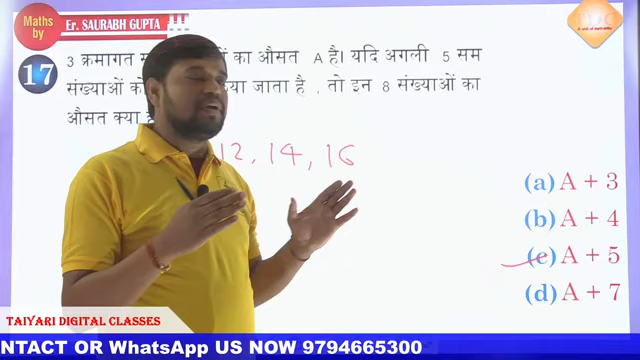 Maths
by
Er. SAURABH GUPTA
TDC
17
3 क्रमागत का औसत A है। यदि अगली 5 सम
संख्याओं को जाता है , तो इन 8 संख्याओं का
औसत क्या
12, 14, 16
(a) A + 3
(b) A + 4
(c) A + 5
(d) A + 7
TAIYARI DIGITAL CLASSES
NTACT OR WhatsApp US NOW 9794665300